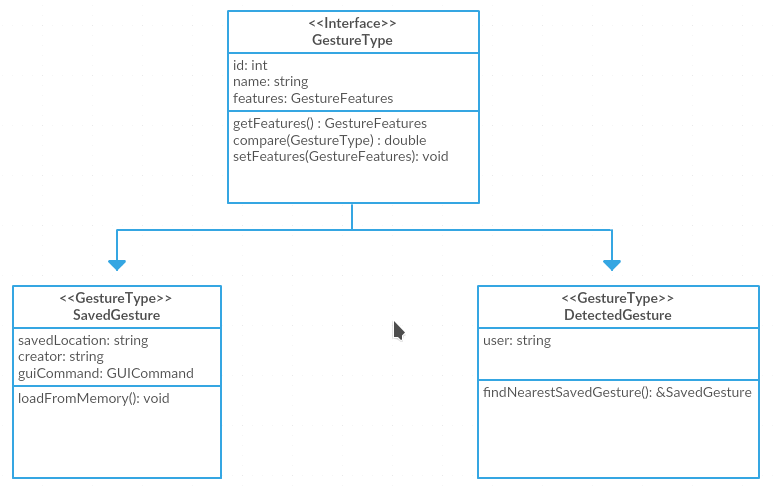 <<Interface>>
GestureType
id: int
name: string
features: GestureFeatures
getFeatures() : GestureFeatures
compare(GestureType) : double
setFeatures(GestureFeatures): void
<<GestureType>>
SavedGesture
savedLocation: string
creator: string
guiCommand: GUICommand
loadFromMemory(): void
<<GestureType>>
DetectedGesture
user: string
findNearestSavedGesture(): &SavedGesture